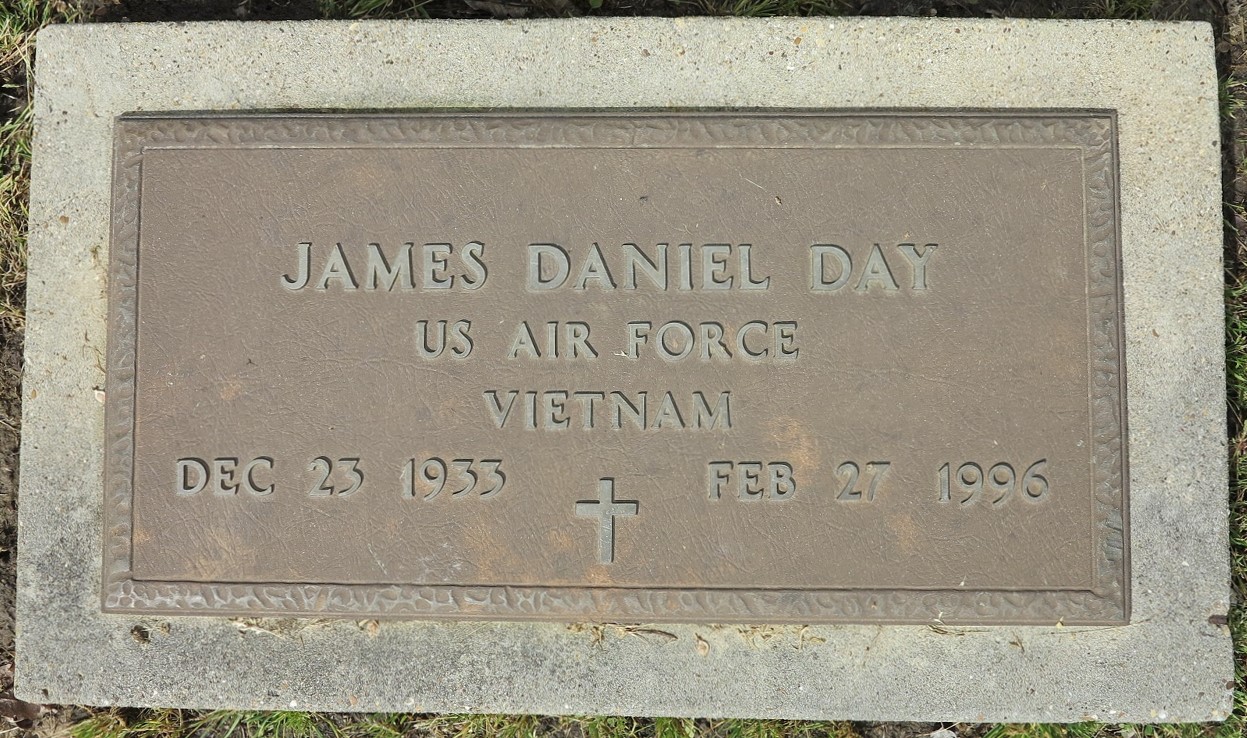 JAMES DANIEL DAY
US AIR FORCE
VIETNAM
DEC 23 1933 FEB 27 1996